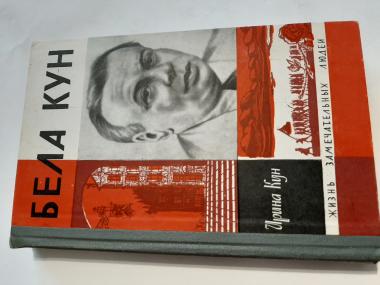 БЕЛА КУН
Ирина Кун
ЖИЗНЬ ЗАМЕЧАТЕЛЬНЫХ ЛЮДЕЙ